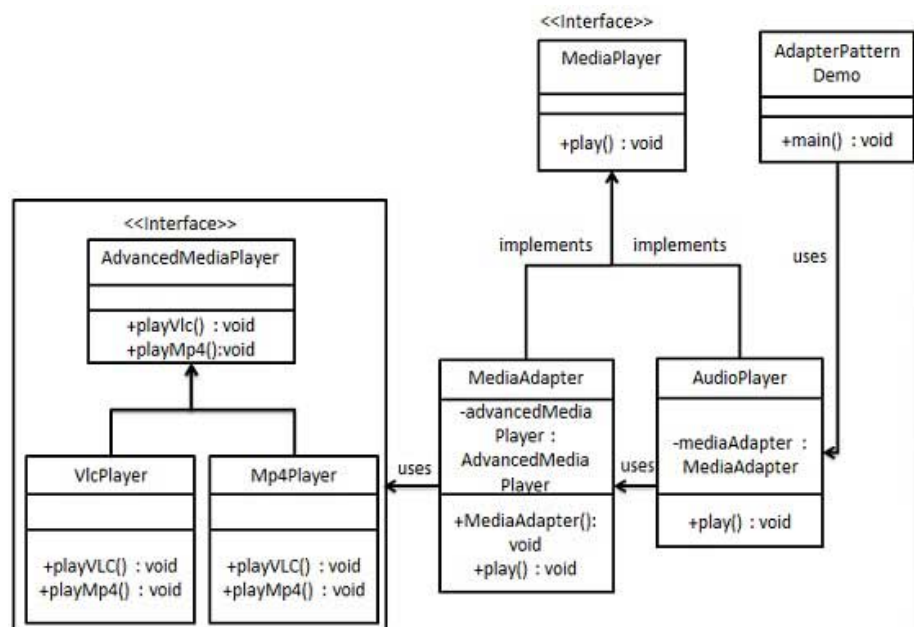 <<Interface>>
MediaPlayer
+play() : void
AdapterPattern
Demo
+main() : void
implements
implements
uses
<<Interface>>
AdvancedMediaPlayer
+playVlc() : void
+playMp4():void
VlcPlayer
+playVLC() : void
+playMp4() : void
Mp4Player
+playVLC() : void
+playMp4() : void
uses
MediaAdapter
-advancedMedia
Player :
AdvancedMedia
Player
+MediaAdapter():
void
+play() : void
uses
AudioPlayer
-mediaAdapter :
MediaAdapter
+play() : void